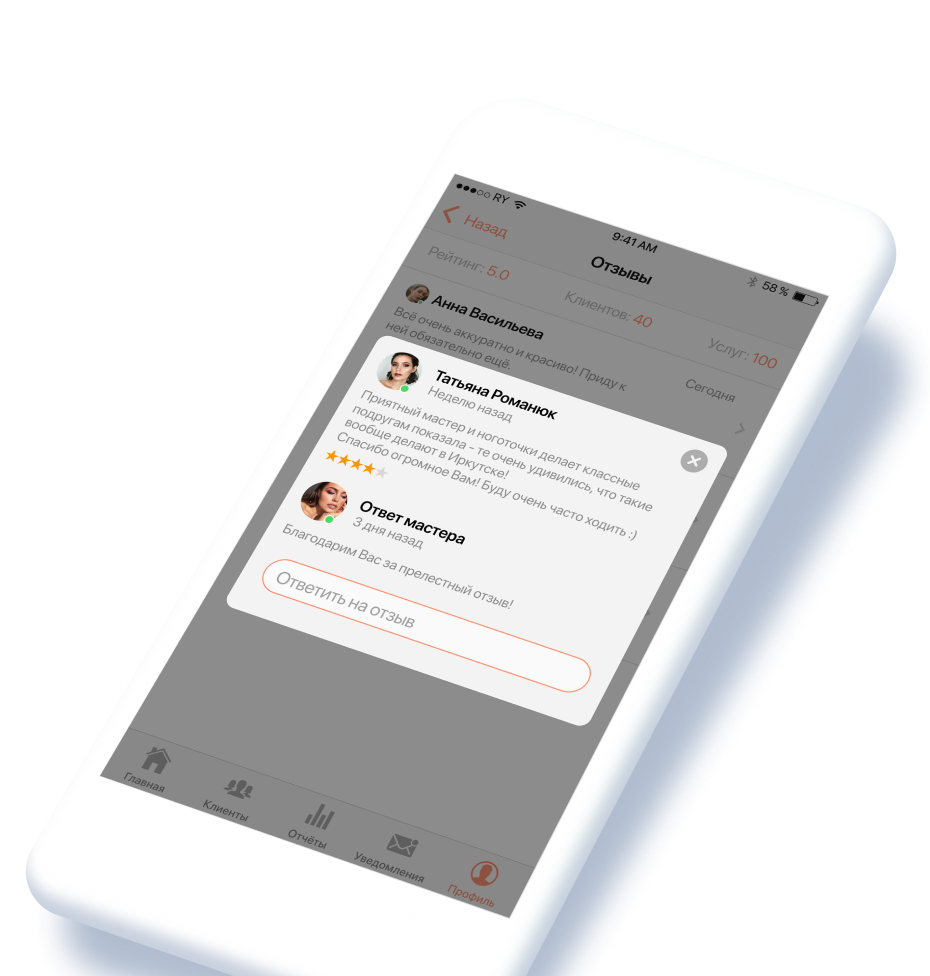 RY
9:41 AM
58 %
Назад
Отзывы
Рейтинг: 5.0
Клиентов: 40
Услуг: 100
Анна Васильева
Сегодня
Всё очень аккуратно и красиво! Приду к
ней обязательно ещё.
Татьяна Романюк
Неделю назад
Приятный мастер и ноготочки делает классные
подругам показала - те очень удивились, что такие
вообще делают в Иркутске!
Спасибо огромное Вам! Буду очень часто ходить :)
Ответ мастера
3 дня назад
Благодарим Вас за прелестный отзыв!
Ответить на отзыв
Главная
Клиенты
Отчёты
Уведомления
Профиль